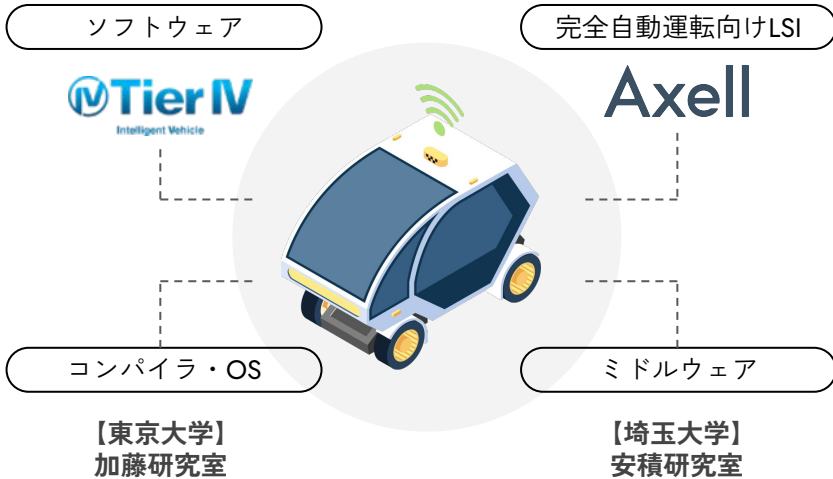 ソフトウェア
完全自動運転向けLSI
IV Tier IV
Intelligent Vehicle
Axell
コンパイラ・OS
ミドルウェア
【東京大学】
加藤研究室
【埼玉大学】
安積研究室